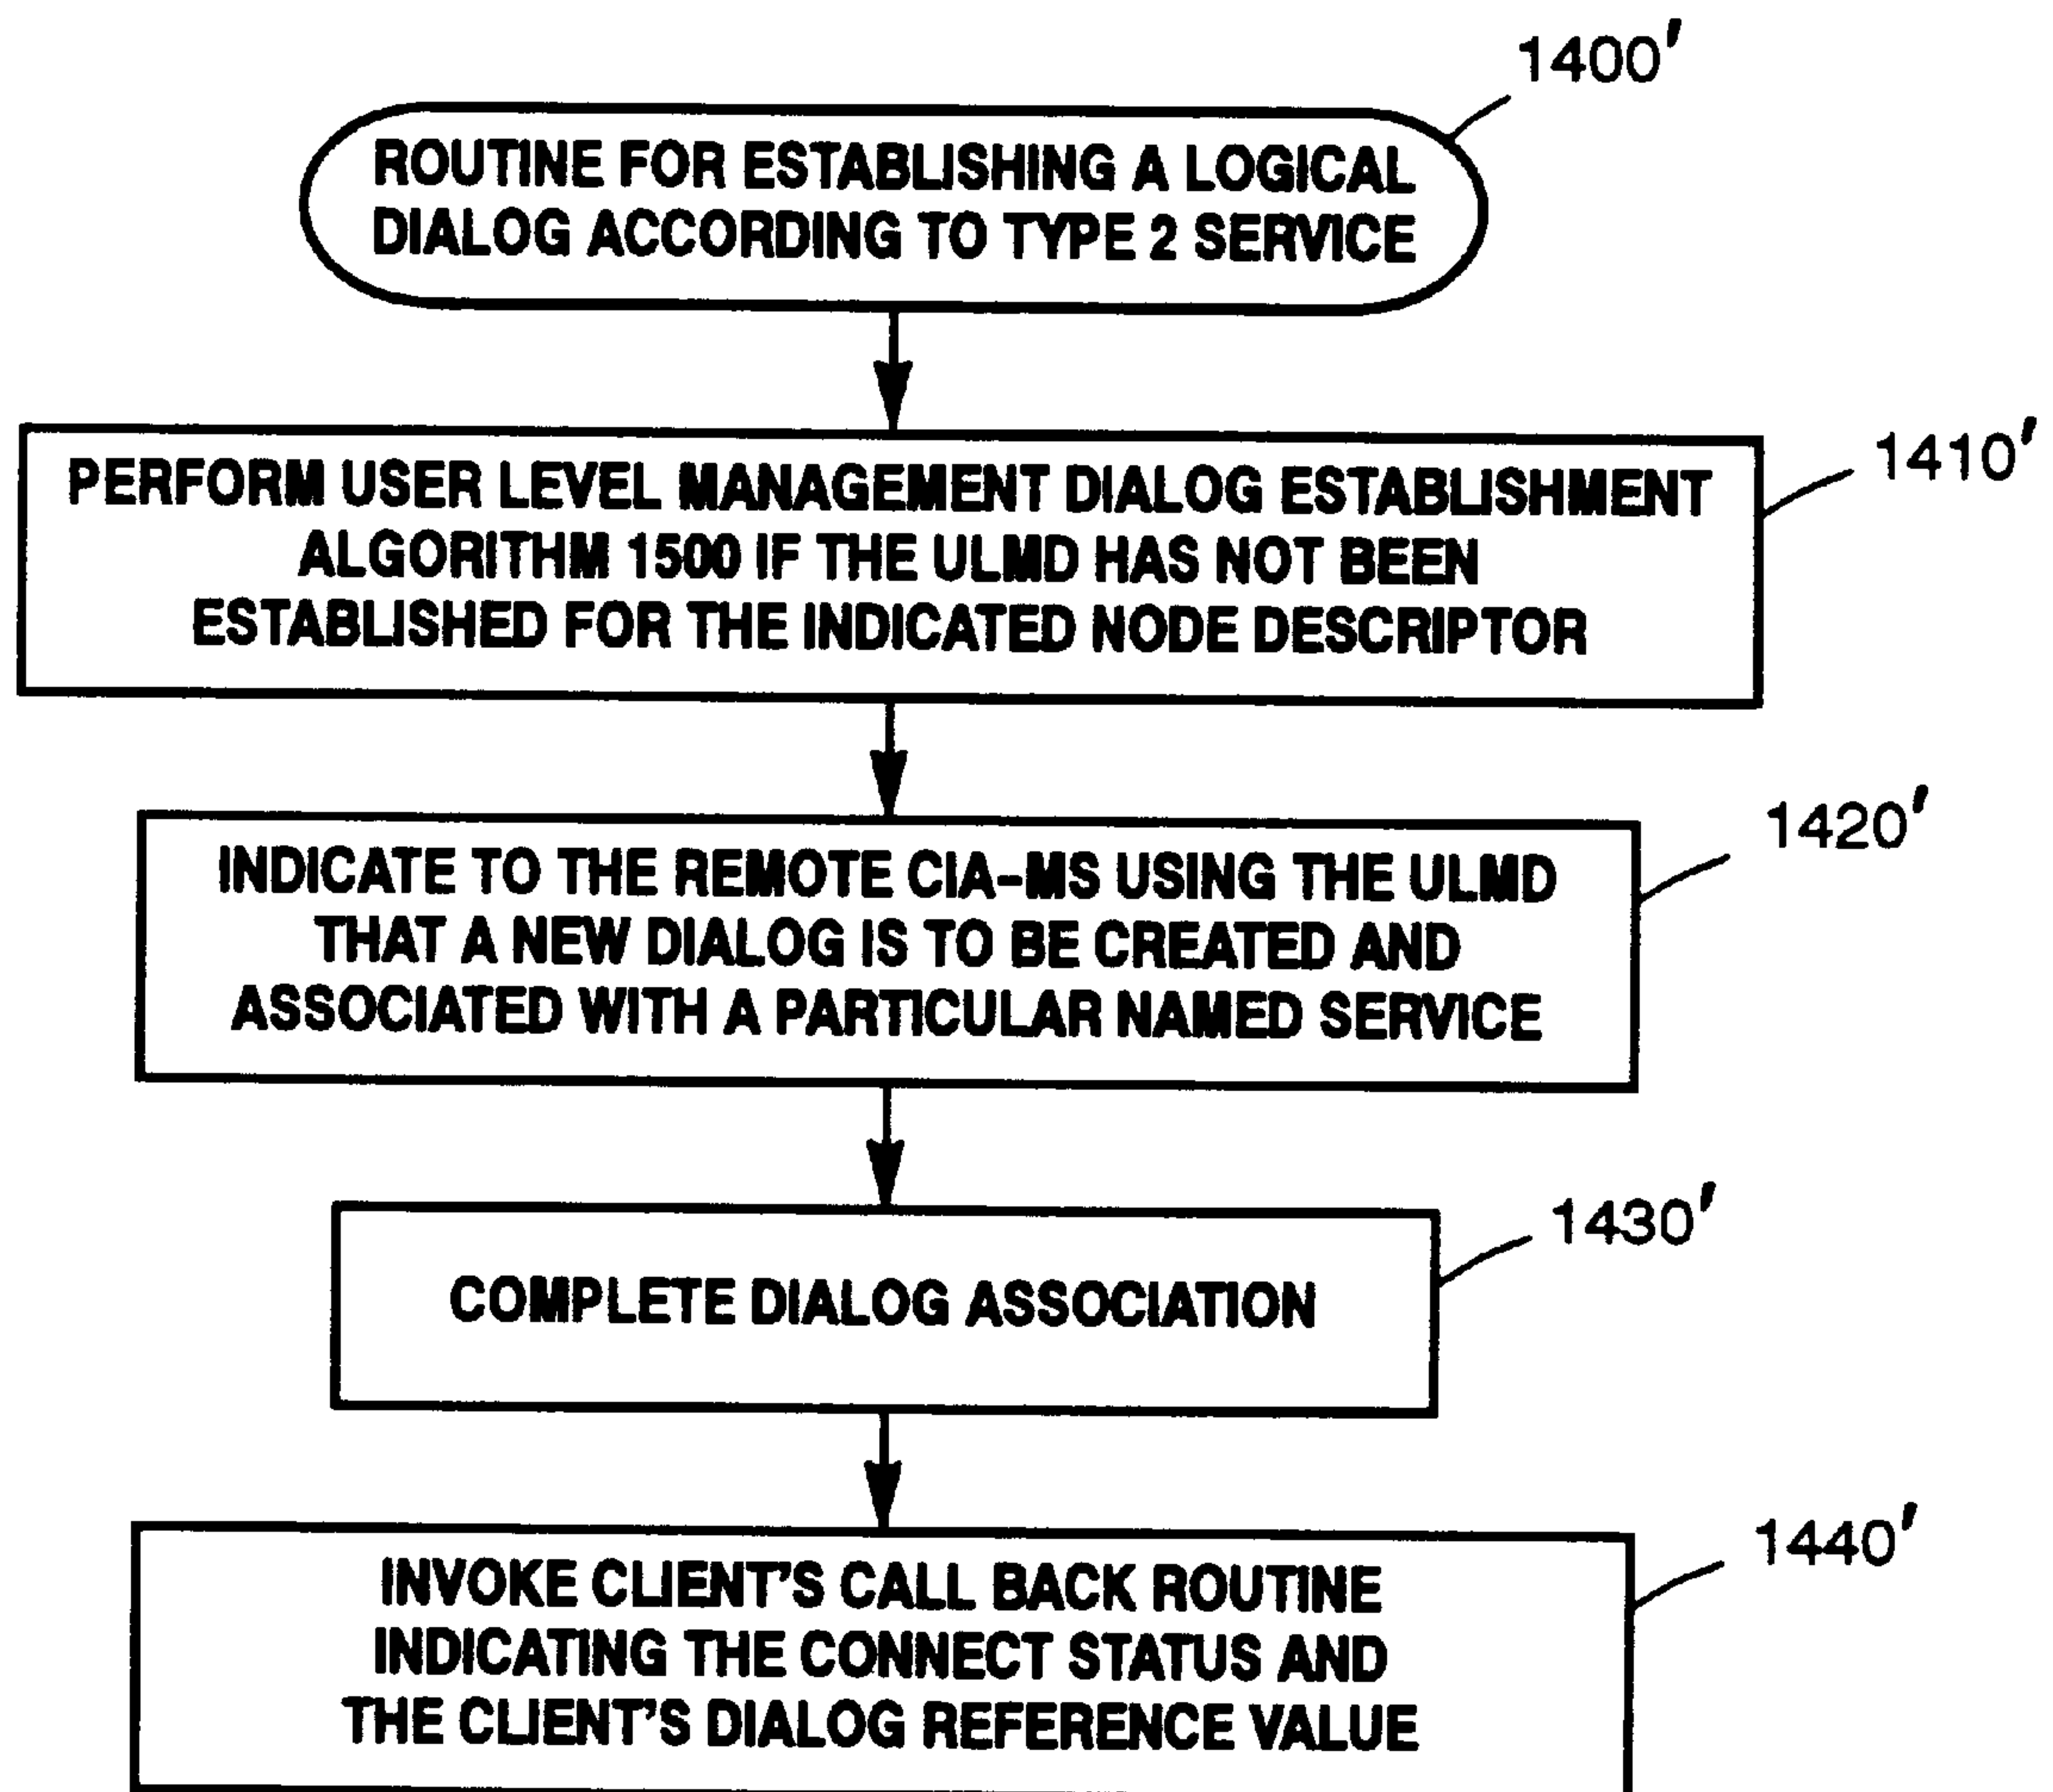 1400'
ROUTINE FOR ESTABLISHING A LOGICAL
DIALOG ACCORDING TO TYPE 2 SERVICE
1410'
PERFORM USER LEVEL MANAGEMENT DIALOG ESTABLISHMENT
ALGORITHM 1500 IF THE ULMD HAS NOT BEEN
ESTABLISHED FOR THE INDICATED NODE DESCRIPTOR
1420'
INDICATE TO THE REMOTE CIA-MS USING THE ULMD
THAT A NEW DIALOG IS TO BE CREATED AND
ASSOCIATED WITH A PARTICULAR NAMED SERVICE
1430'
COMPLETE DIALOG ASSOCIATION
1440'
INVOKE CLIENT'S CALL BACK ROUTINE
INDICATING THE CONNECT STATUS AND
THE CLIENT'S DIALOG REFERENCE VALUE